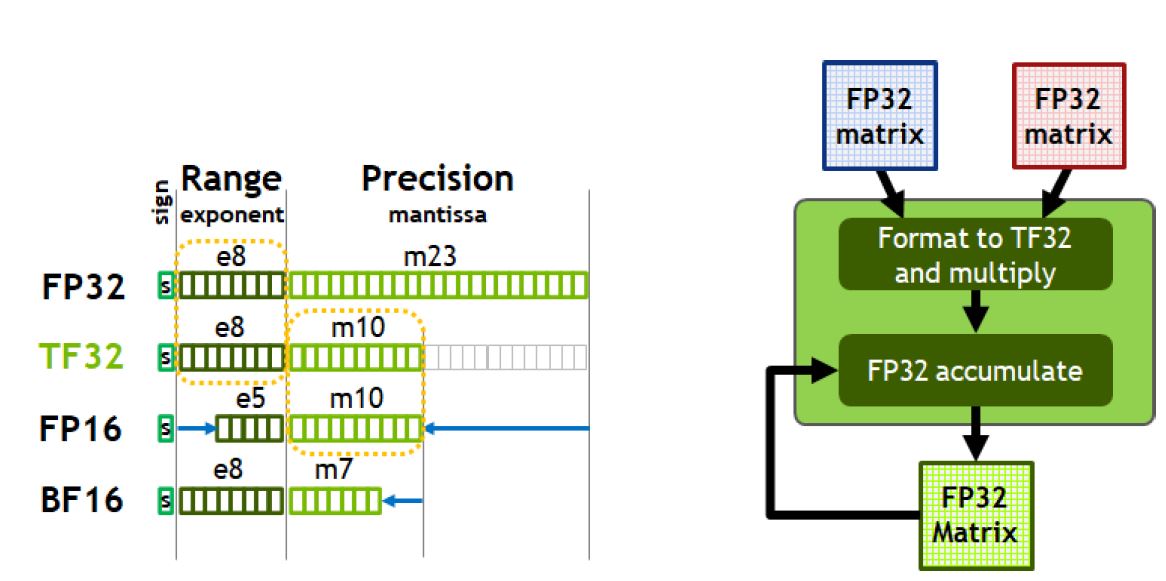 sign
Range
exponent
Precision
mantissa
FP32
s
e8
m23
TF32
s
e8
m10
FP16
s
e5
m10
BF16
s
e8
m7
FP32
matrix
FP32
matrix
Format to TF32
and multiply
FP32 accumulate
FP32
Matrix